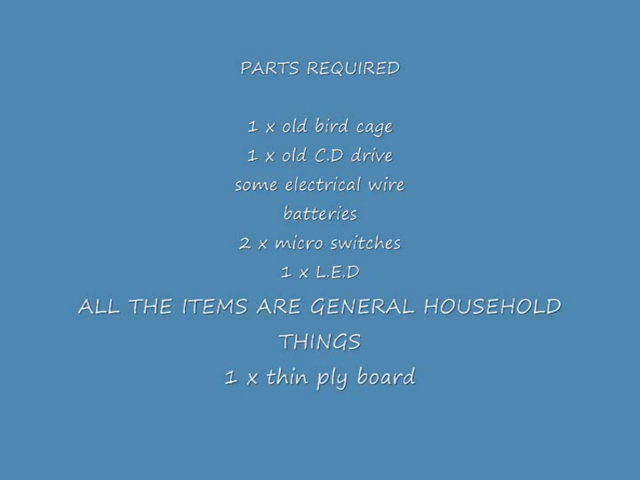 PARTS REQUIRED
1 x old bird cage
1 x old C.D drive
some electrical wire
batteries
2 x micro switches
1 x L.E.D
ALL THE ITEMS ARE GENERAL HOUSEHOLD
THINGS
1 x thin ply board